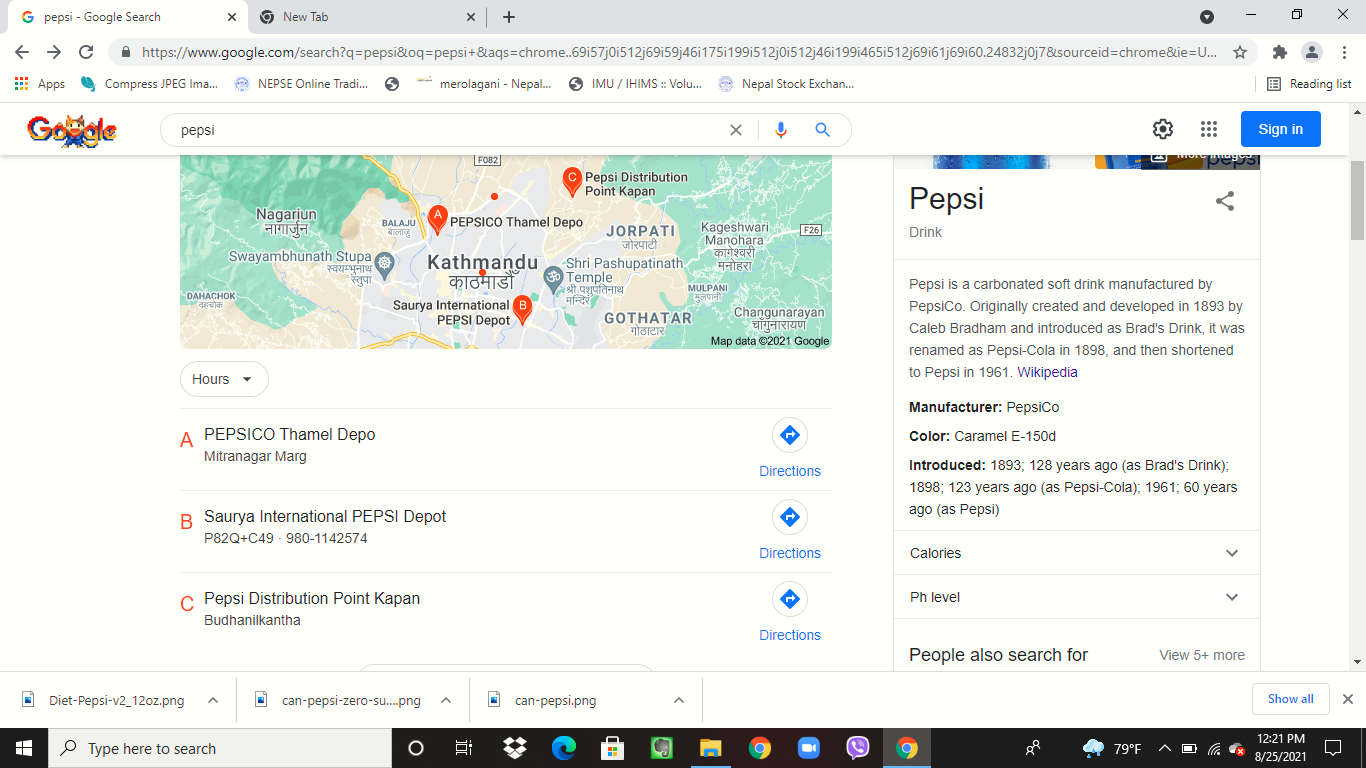 pepsi - Google Search
New Tab
https://www.google.com/search?q=pepsi&oq=pepsi+&aqs=chrome..69i57j0i512j69i59j46i175i199i512j0i512j46i199i465i512j69i61j69i60.24832j0j7&sourceid=chrome&ie=U...
Apps
Compress JPEG Ima...
NEPSE Online Tradi...
merolagani - Nepal...
IMU / IHIMS :: Volu...
Nepal Stock Exchan...
Reading list
Google
pepsi
Sign in
F082
C
Pepsi Distribution
Point Kapan
Nagariun
नागार्जुन
BALAJU
बालाजु
A
PEPSICO Thamel Depo
JORPATI
जोरपाटी
Kageshwari
Manohara
कागेश्वरी
मनोहरा
F26
Swayambhunath Stupa
स्वयम्भुनाथ
स्तुपा
Kathmandu
काठमाडौँ
Shri Pashupatinath
Temple
श्री पशुपतिनाथ
मन्दिर
MULPANI
मुलपानी
DAHACHOK
दहचोक
Saurya International
PEPSI Depot
B
GOTHATAR
गोठाटार
Changunarayan
चाँगुनारायण
Map data ©2021 Google
Hours
A
PEPSICO Thamel Depo
Mitranagar Marg
Directions
B
Saurya International PEPSI Depot
P82Q+C49 · 980-1142574
Directions
C
Pepsi Distribution Point Kapan
Budhanilkantha
Directions
More images
Pepsi
Drink
Pepsi is a carbonated soft drink manufactured by
PepsiCo. Originally created and developed in 1893 by
Caleb Bradham and introduced as Brad's Drink, it was
renamed as Pepsi-Cola in 1898, and then shortened
to Pepsi in 1961. Wikipedia
Manufacturer: PepsiCo
Color: Caramel E-150d
Introduced: 1893; 128 years ago (as Brad's Drink);
1898; 123 years ago (as Pepsi-Cola); 1961; 60 years
ago (as Pepsi)
Calories
Ph level
People also search for
View 5+ more
Diet-Pepsi-v2_12oz.png
can-pepsi-zero-su....png
can-pepsi.png
Show all
Type here to search
79°F
12:21 PM
8/25/2021